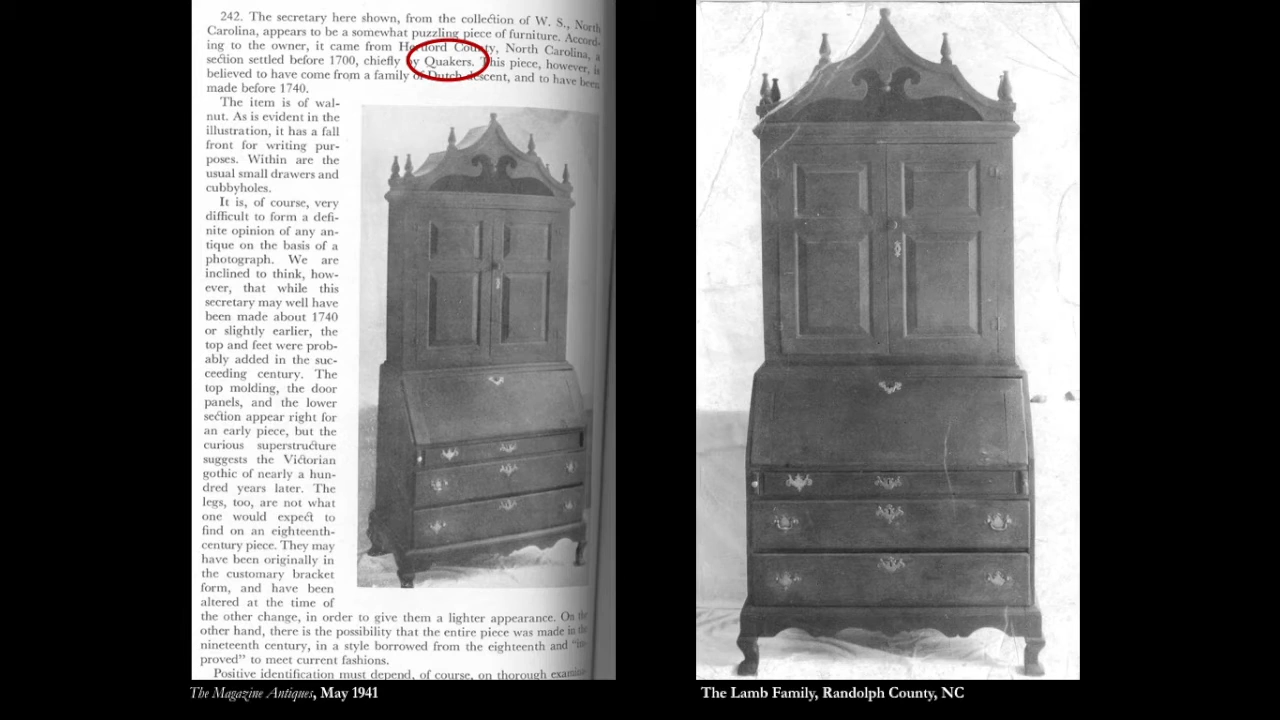 242. The secretary here shown, from the collection of W. S., North
Carolina, appears to be a somewhat puzzling piece of furniture. Accord-
ing to the owner, it came from Hertford County, North Carolina, a
section settled before 1700, chiefly by Quakers. This piece, however, is
believed to have come from a family of Dutch descent, and to have been
made before 1740.
The item is of wal-
nut. As is evident in the
illustration, it has a fall
front for writing pur-
poses. Within are the
usual small drawers and
cubbyholes.
It is, of course, very
difficult to form a defi-
nite opinion of any an-
tique on the basis of a
photograph. We are
inclined to think, how-
ever, that while this
secretary may well have
been made about 1740
or slightly earlier, the
top and feet were prob-
ably added in the suc-
ceeding century. The
top molding, the door
panels, and the lower
section appear right for
an early piece, but the
curious superstructure
suggests the Victorian
gothic of nearly a hun-
dred years later. The
legs, too, are not what
one would expect to
find on an eighteenth-
century piece. They may
have been originally in
the customary bracket
form, and have been
altered at the time of
the other change, in order to give them a lighter appearance. On the
other hand, there is the possibility that the entire piece was made in the
nineteenth century, in a style borrowed from the eighteenth and "im-
proved" to meet current fashions.
Positive identification must depend, of course, on thorough examina-
The Magazine Antiques, May 1941
The Lamb Family, Randolph County, NC